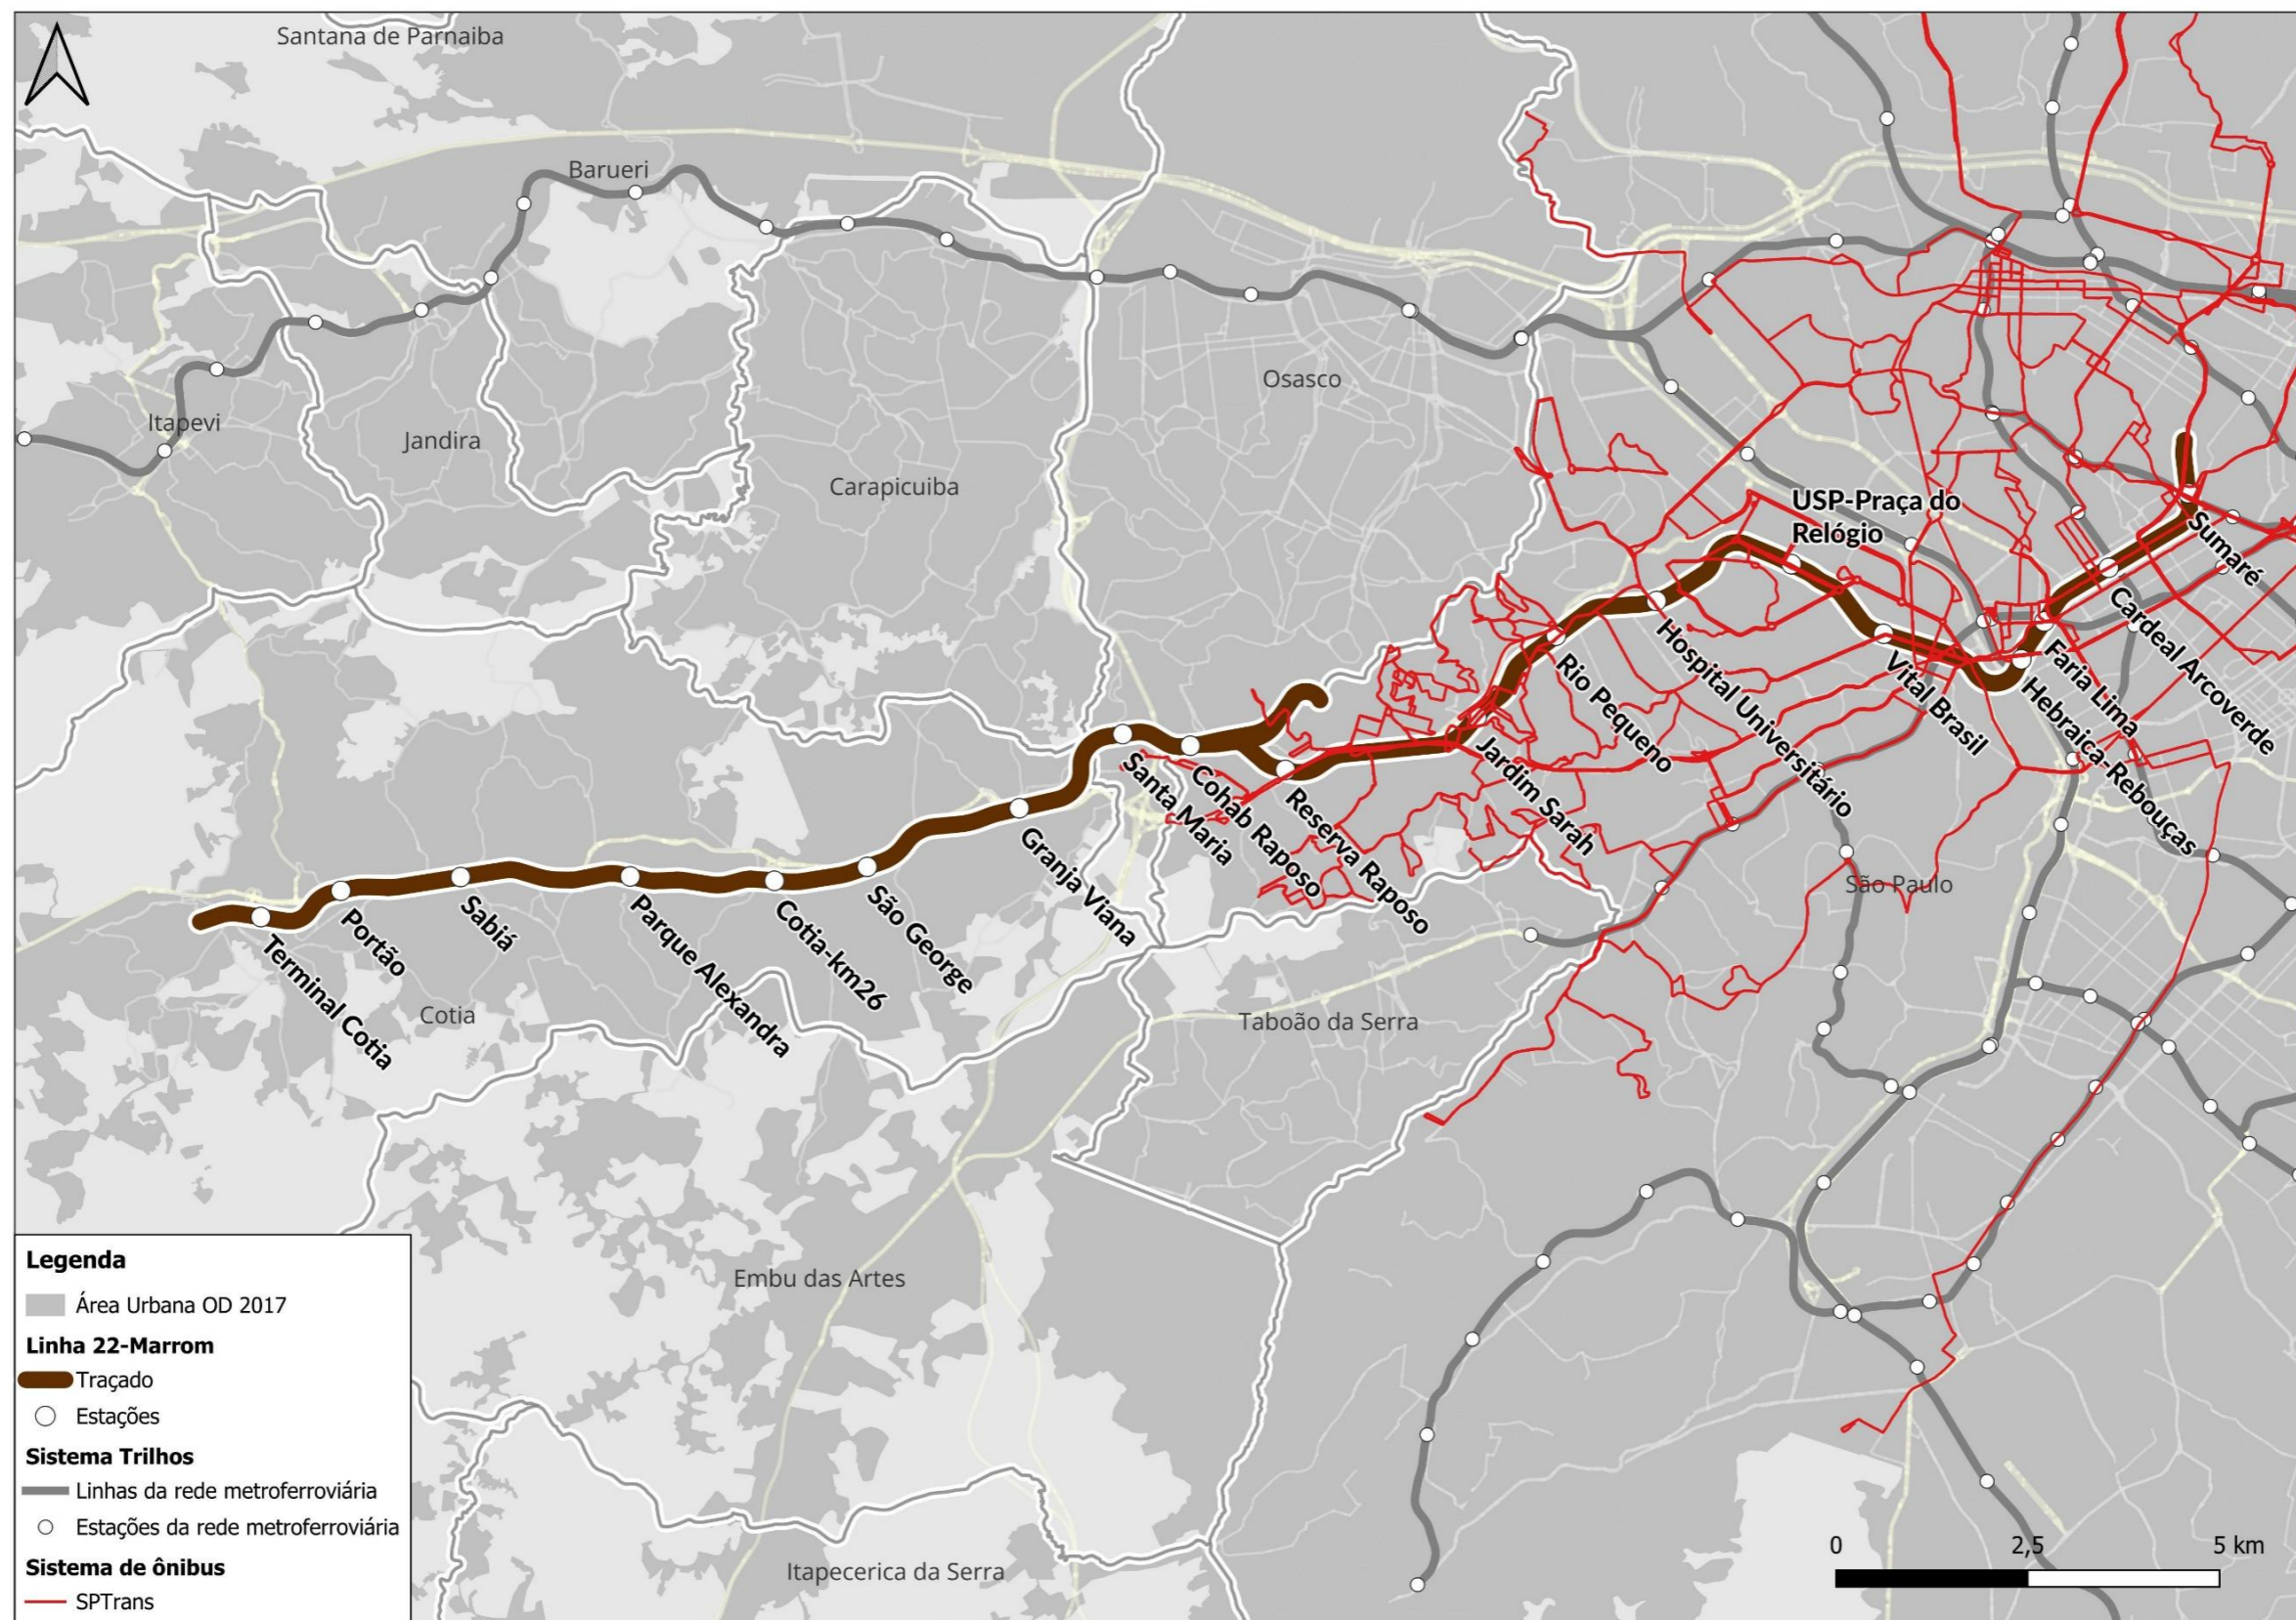 Santana de Parnaiba
Barueri
Osasco
Itapevi
Jandira
Carapicuiba
USP-Praça do
Relógio
Sumaré
Cardeal Arcoverde
Faria Lima
Hebraica-Rebouças
Vital Brasil
Hospital Universitário
Rio Pequeno
Jardim Sarah
Reserva Raposo
Cohab Raposo
Santa Maria
Granja Viana
São George
Cotia-km26
Parque Alexandra
Sabiá
Portão
Terminal Cotia
São Paulo
Cotia
Taboão da Serra
Embu das Artes
Itapecerica da Serra
Legenda
Área Urbana OD 2017
Linha 22-Marrom
Traçado
Estações
Sistema Trilhos
Linhas da rede metroferroviária
Estações da rede metroferroviária
Sistema de ônibus
SPTrans
0 2,5 5 km